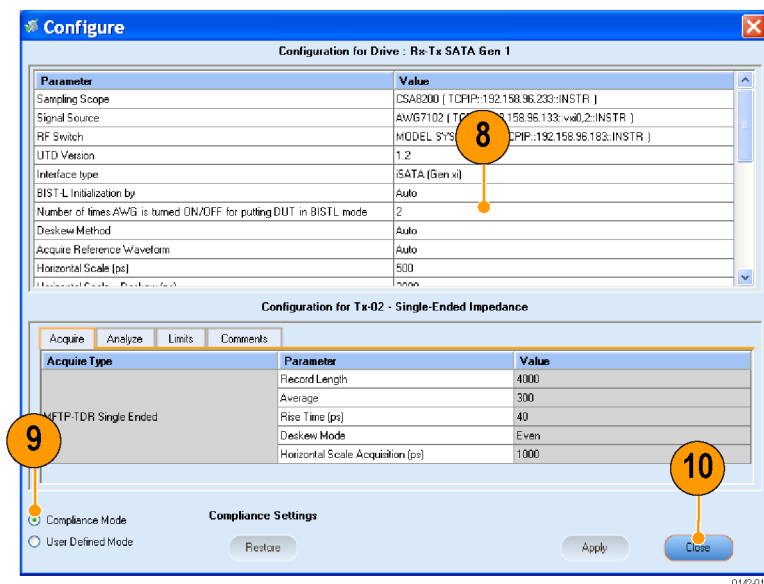 Configure
Configuration for Drive : Rx-Tx SATA Gen 1
Parameter Value
Sampling Scope CSA8200 ( TCPIP::192.158.96.233::INSTR )
Signal Source AWG7102 ( T 158.96.133::vxi0,2::INSTR )
RF Switch MODEL SYS CPIP::192.158.96.183::INSTR )
8
UTD Version 1.2
Interface type iSATA (Gen xi)
BIST-L Initialization by Auto
Number of times AWG is turned ON/OFF for putting DUT in BISTL mode 2
Deskew Method Auto
Acquire Reference Waveform Auto
Horizontal Scale (ps) 500
Configuration for Tx-02 - Single-Ended Impedance
Acquire Analyze Limits Comments
Acquire Type Parameter Value
Record Length 4000
Average 300
MFTP-TDR Single Ended Rise Time (ps) 40
Deskew Mode Even
Horizontal Scale Acquisition (ps) 1000
9
10
Compliance Mode Compliance Settings
User Defined Mode Restore Apply Close
0142-01